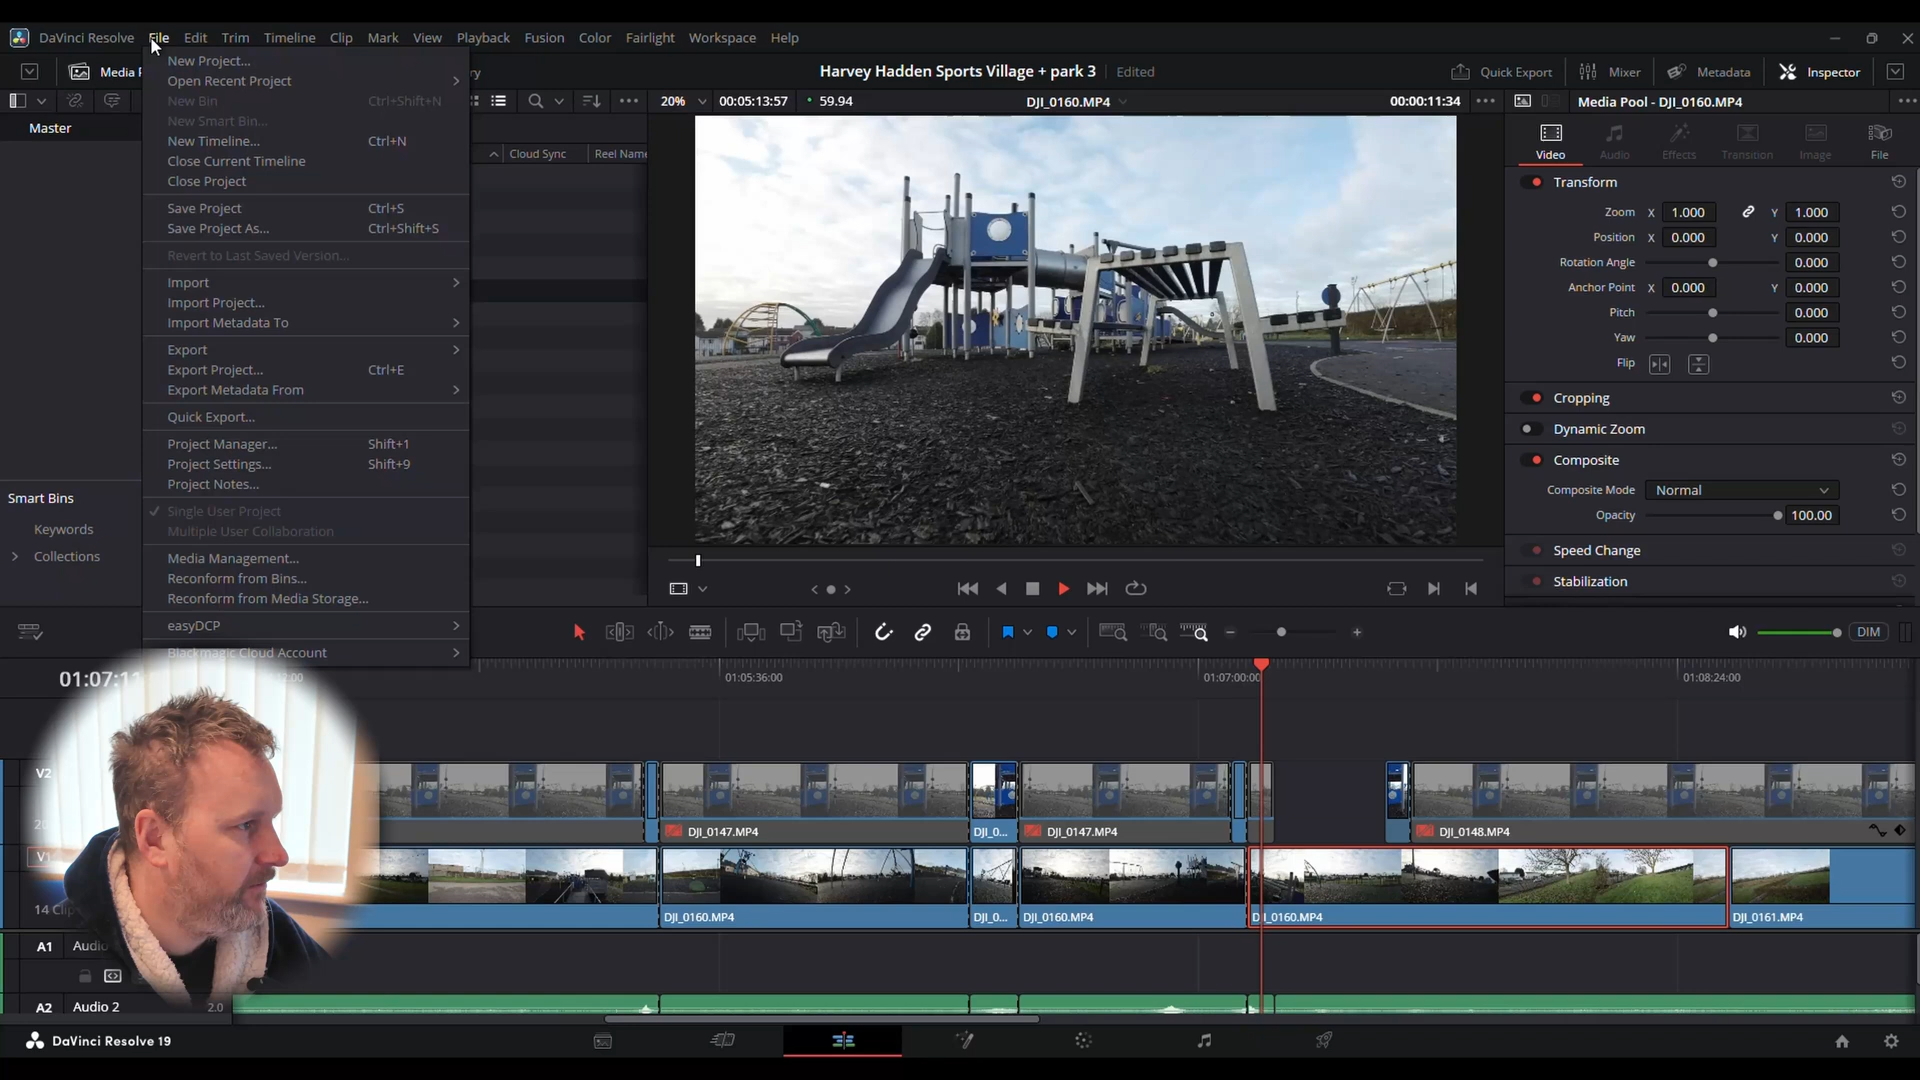 DaVinci Resolve File Edit Trim Timeline Clip Mark View Playback Fusion Color Fairlight Workspace Help
Media P
Harvey Hadden Sports Village + park 3 Edited
Quick Export Mixer Metadata Inspector
20% 00:05:13:57 59.94 DJI_0160.MP4 00:00:11:34
Media Pool - DJI_0160.MP4
Master
Cloud Sync Reel Name
New Project...
Open Recent Project
New Bin Ctrl+Shift+N
New Smart Bin...
New Timeline... Ctrl+N
Close Current Timeline
Close Project
Save Project Ctrl+S
Save Project As... Ctrl+Shift+S
Revert to Last Saved Version...
Import
Import Project...
Import Metadata To
Export
Export Project... Ctrl+E
Export Metadata From
Quick Export...
Project Manager... Shift+1
Project Settings... Shift+9
Project Notes...
Single User Project
Multiple User Collaboration
Media Management...
Reconform from Bins...
Reconform from Media Storage...
easyDCP
Blackmagic Cloud Account
Smart Bins
Keywords
Collections
Video Audio Effects Transition Image File
Transform
Zoom X 1.000 Y 1.000
Position X 0.000 Y 0.000
Rotation Angle 0.000
Anchor Point X 0.000 Y 0.000
Pitch 0.000
Yaw 0.000
Flip
Cropping
Dynamic Zoom
Composite
Composite Mode Normal
Opacity 100.00
Speed Change
Stabilization
DIM
01:07:11
01:05:36:00 01:07:00:00 01:08:24:00
V2
DJI_0147.MP4 DJI_0... DJI_0147.MP4 DJI_0148.MP4
V1
14 Clip
DJI_0160.MP4 DJI_0... DJI_0160.MP4 DJI_0160.MP4 DJI_0161.MP4
A1 Audio
A2 Audio 2 2.0
DaVinci Resolve 19